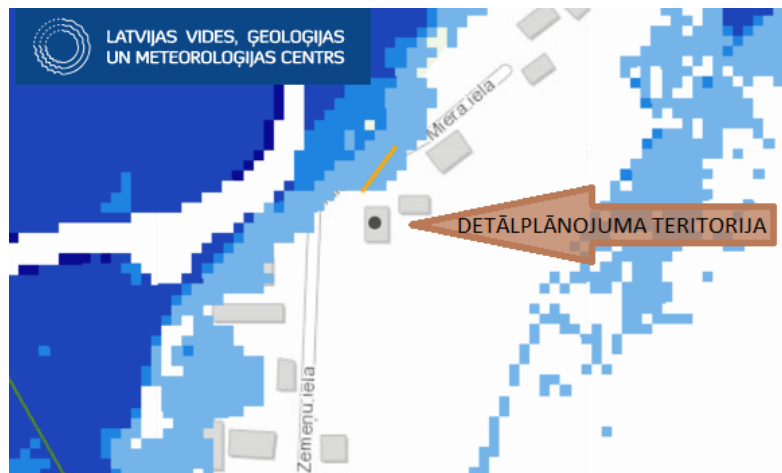 LATVIJAS VIDES, ĢEOLOĢIJAS
UN METEOROLOĢIJAS CENTRS
Miera iela
DETĀLPLĀNOJUMA TERITORIJA
Zemeņu iela